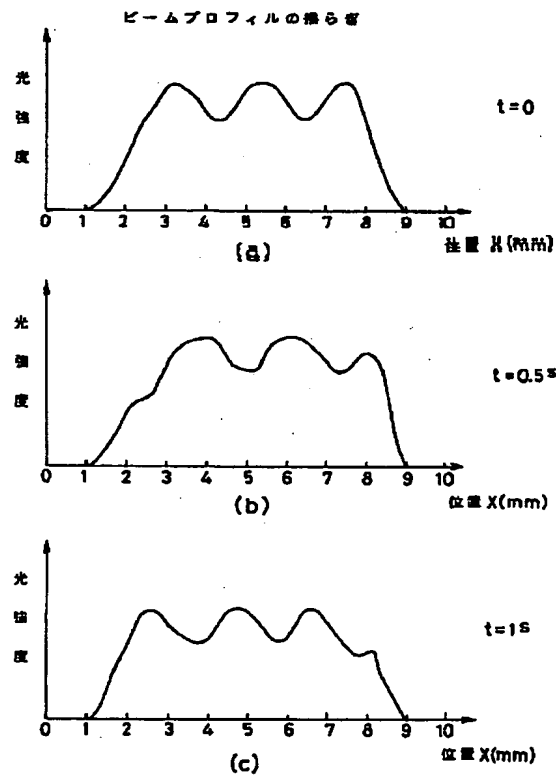 ビームプロフィルの揺らぎ
光強度
t=0
0 1 2 3 4 5 6 7 8 9 10
位置 X(mm)
(a)
光強度
t=0.5s
0 1 2 3 4 5 6 7 8 9 10
(b)
位置 X(mm)
光強度
t=1s
0 1 2 3 4 5 6 7 8 9 10
位置 X(mm)
(c)